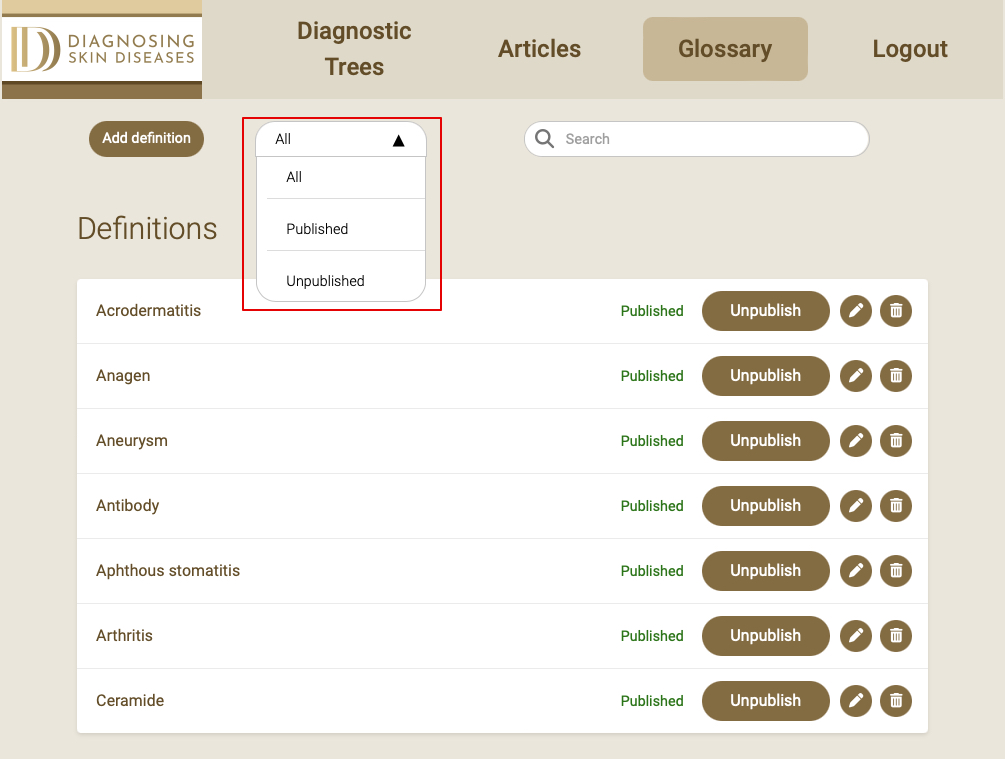 DIAGNOSING
SKIN DISEASES
Diagnostic
Trees
Articles
Glossary
Logout
Add definition
All
Search
All
Published
Unpublished
Definitions
Acrodermatitis Published Unpublish
Anagen Published Unpublish
Aneurysm Published Unpublish
Antibody Published Unpublish
Aphthous stomatitis Published Unpublish
Arthritis Published Unpublish
Ceramide Published Unpublish